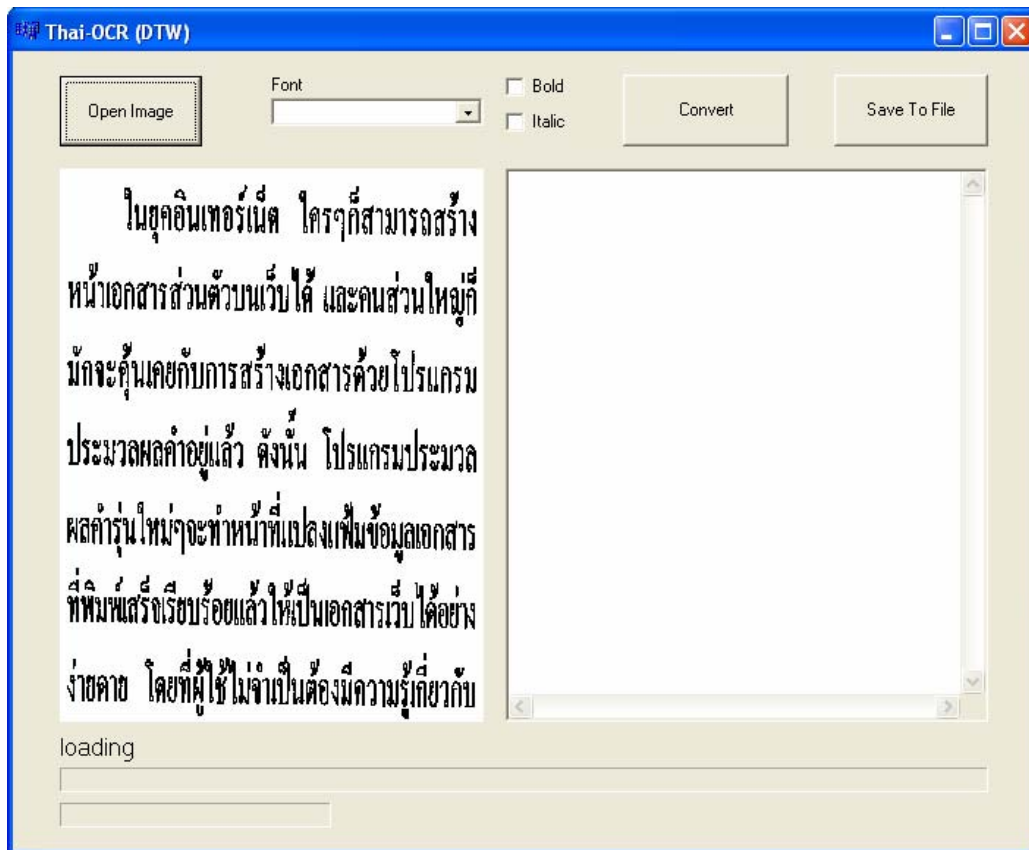 Thai-OCR (DTW)
Open Image
Font
Bold
Italic
Convert
Save To File
ในยุคอินเทอร์เน็ต ใครๆก็สามารถสร้าง
หน้าเอกสารส่วนตัวบนเว็บได้ และคนส่วนใหญ่ก็
มักจะคุ้นเคยกับการสร้างเอกสารด้วยโปรแกรม
ประมวลผลคำอยู่แล้ว ดังนั้น โปรแกรมประมวล
ผลคำรุ่นใหม่ๆจะทำหน้าที่แปลงแฟ้มข้อมูลเอกสาร
ที่พิมพ์เสร็จเรียบร้อยแล้วให้เป็นเอกสารเว็บได้อย่าง
ง่ายดาย โดยที่ผู้ใช้ไม่จำเป็นต้องมีความรู้เกี่ยวกับ
loading